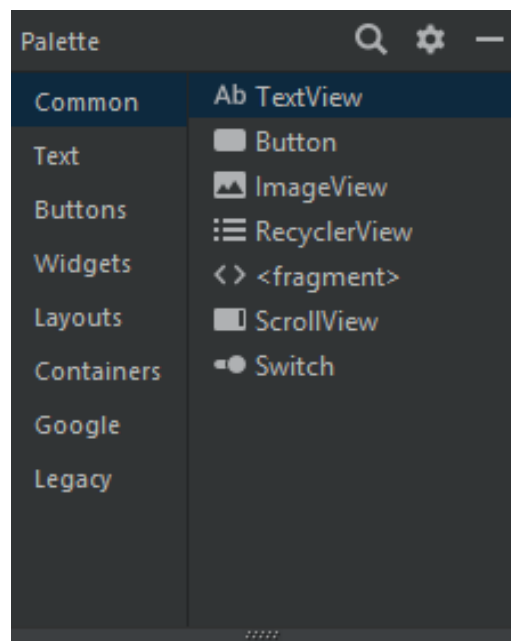 Palette
Common
Text
Buttons
Widgets
Layouts
Containers
Google
Legacy
Ab TextView
Button
ImageView
RecyclerView
<> <fragment>
ScrollView
Switch